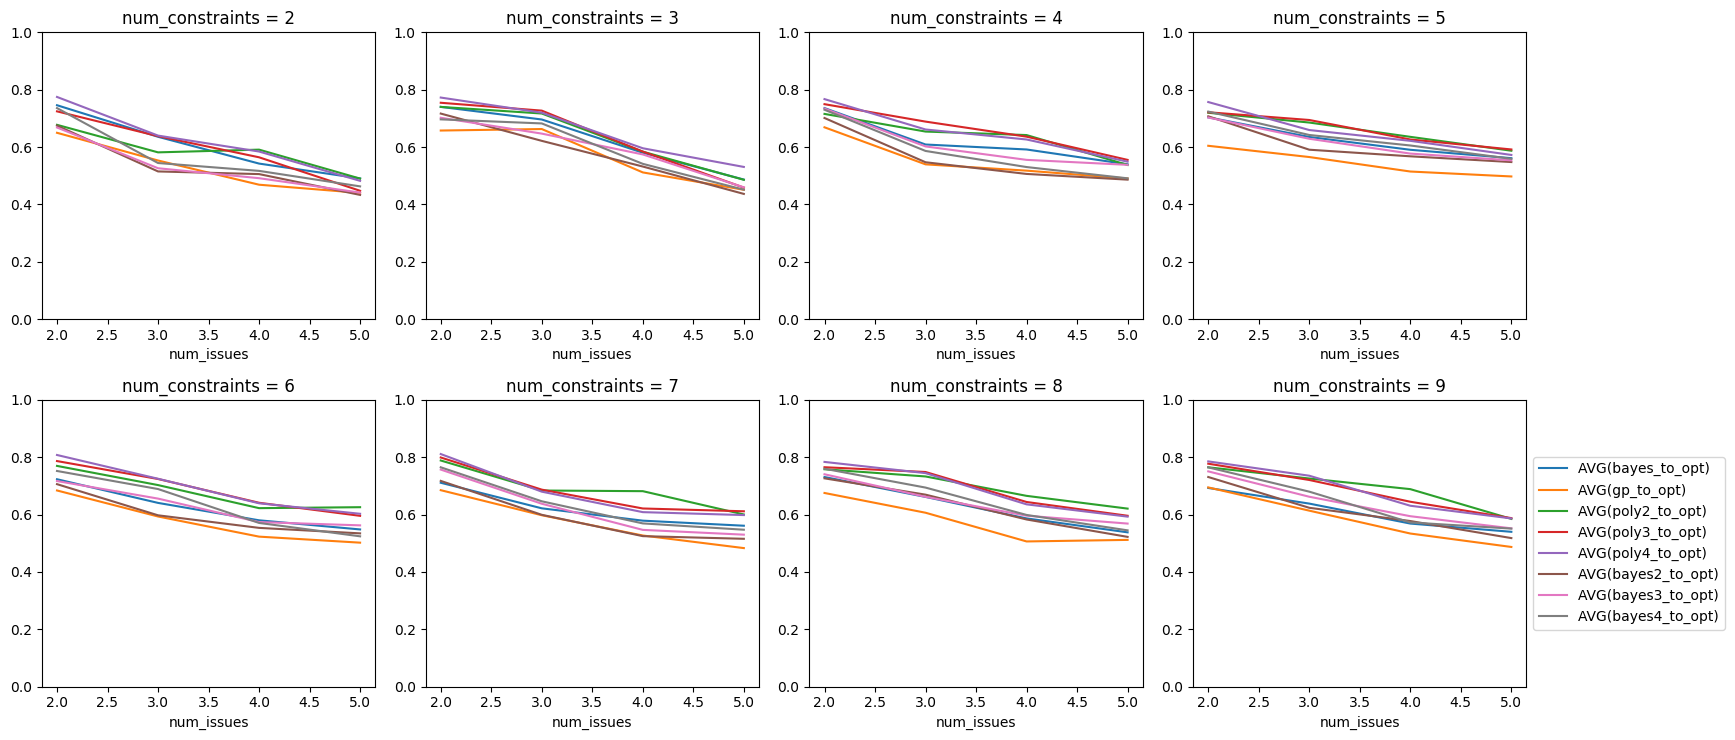 num_constraints = 2
num_constraints = 3
num_constraints = 4
num_constraints = 5
1.0
0.8
0.6
0.4
0.2
0.0
2.0 2.5 3.0 3.5 4.0 4.5 5.0
num_issues
1.0
0.8
0.6
0.4
0.2
0.0
2.0 2.5 3.0 3.5 4.0 4.5 5.0
num_issues
1.0
0.8
0.6
0.4
0.2
0.0
2.0 2.5 3.0 3.5 4.0 4.5 5.0
num_issues
1.0
0.8
0.6
0.4
0.2
0.0
2.0 2.5 3.0 3.5 4.0 4.5 5.0
num_issues
num_constraints = 6
num_constraints = 7
num_constraints = 8
num_constraints = 9
1.0
0.8
0.6
0.4
0.2
0.0
2.0 2.5 3.0 3.5 4.0 4.5 5.0
num_issues
1.0
0.8
0.6
0.4
0.2
0.0
2.0 2.5 3.0 3.5 4.0 4.5 5.0
num_issues
1.0
0.8
0.6
0.4
0.2
0.0
2.0 2.5 3.0 3.5 4.0 4.5 5.0
num_issues
1.0
0.8
0.6
0.4
0.2
0.0
2.0 2.5 3.0 3.5 4.0 4.5 5.0
num_issues
AVG(bayes_to_opt)
AVG(gp_to_opt)
AVG(poly2_to_opt)
AVG(poly3_to_opt)
AVG(poly4_to_opt)
AVG(bayes2_to_opt)
AVG(bayes3_to_opt)
AVG(bayes4_to_opt)